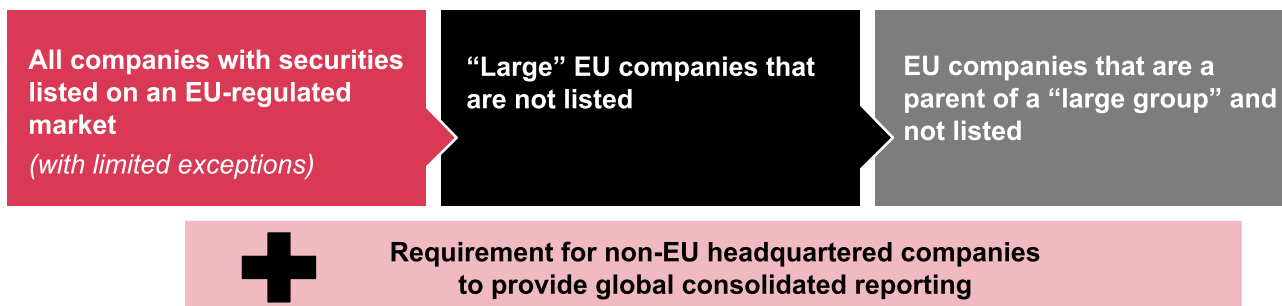 All companies with securities
listed on an EU-regulated
market
(with limited exceptions)
“Large” EU companies that
are not listed
EU companies that are a
parent of a “large group” and
not listed
Requirement for non-EU headquartered companies
to provide global consolidated reporting